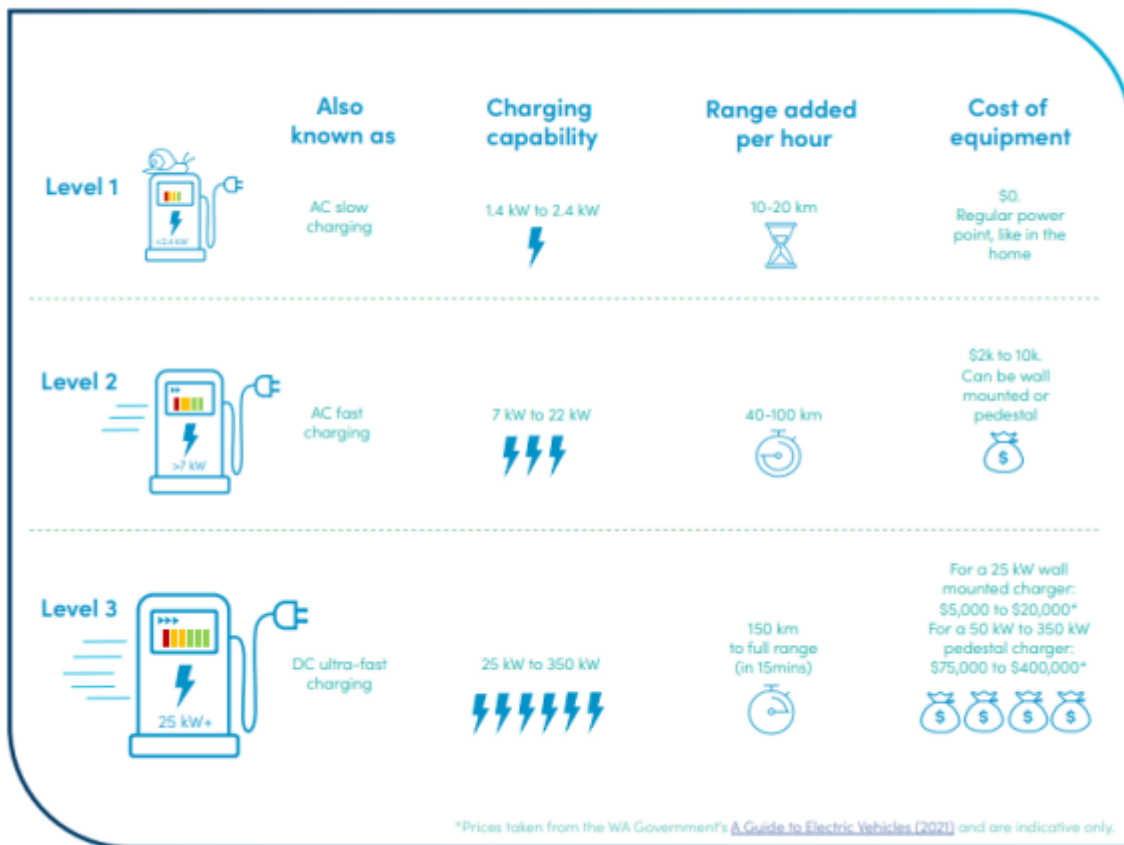 Also
known as
Charging
capability
Range added
per hour
Cost of
equipment
Level 1
<2.4 kW
AC slow
charging
1.4 kW to 2.4 kW
10-20 km
$0.
Regular power
point, like in the
home
Level 2
>7 kW
AC fast
charging
7 kW to 22 kW
40-100 km
$2k to 10k.
Can be wall
mounted or
pedestal
$
Level 3
25 kW+
DC ultra-fast
charging
25 kW to 350 kW
150 km
to full range
(in 15mins)
For a 25 kW wall
mounted charger:
$5,000 to $20,000*
For a 50 kW to 350 kW
pedestal charger:
$75,000 to $400,000*
$ $ $ $
*Prices taken from the WA Government's A Guide to Electric Vehicles (2021) and are indicative only.